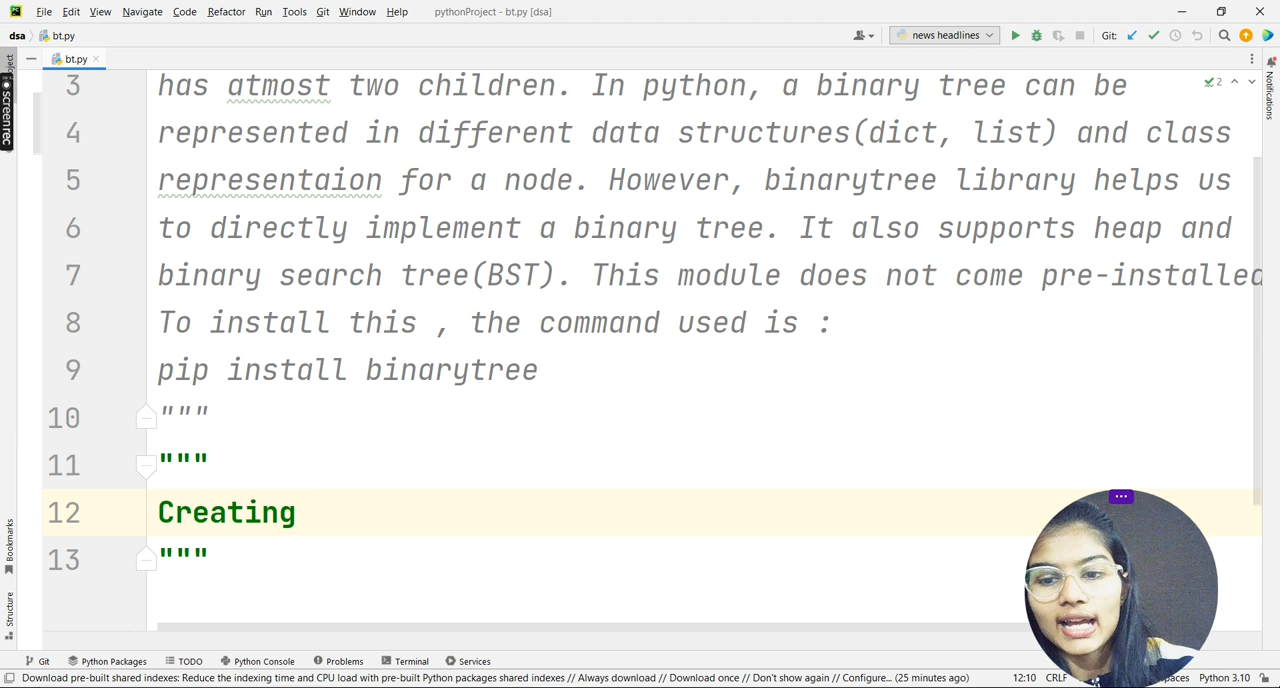 File Edit View Navigate Code Refactor Run Tools Git Window Help pythonProject - bt.py [dsa]
dsa bt.py news headlines Git:
bt.py
Project
SCREENREC
Notifications
2
3 has atmost two children. In python, a binary tree can be
4 represented in different data structures(dict, list) and class
5 representaion for a node. However, binarytree library helps us
6 to directly implement a binary tree. It also supports heap and
7 binary search tree(BST). This module does not come pre-installed
8 To install this , the command used is :
9 pip install binarytree
10 """
11 """
12 Creating
13 """
Bookmarks
Structure
Git Python Packages TODO Python Console Problems Terminal Services
Download pre-built shared indexes: Reduce the indexing time and CPU load with pre-built Python packages shared indexes // Always download // Download once // Don't show again // Configure... (25 minutes ago) 12:10 CRLF Python 3.10